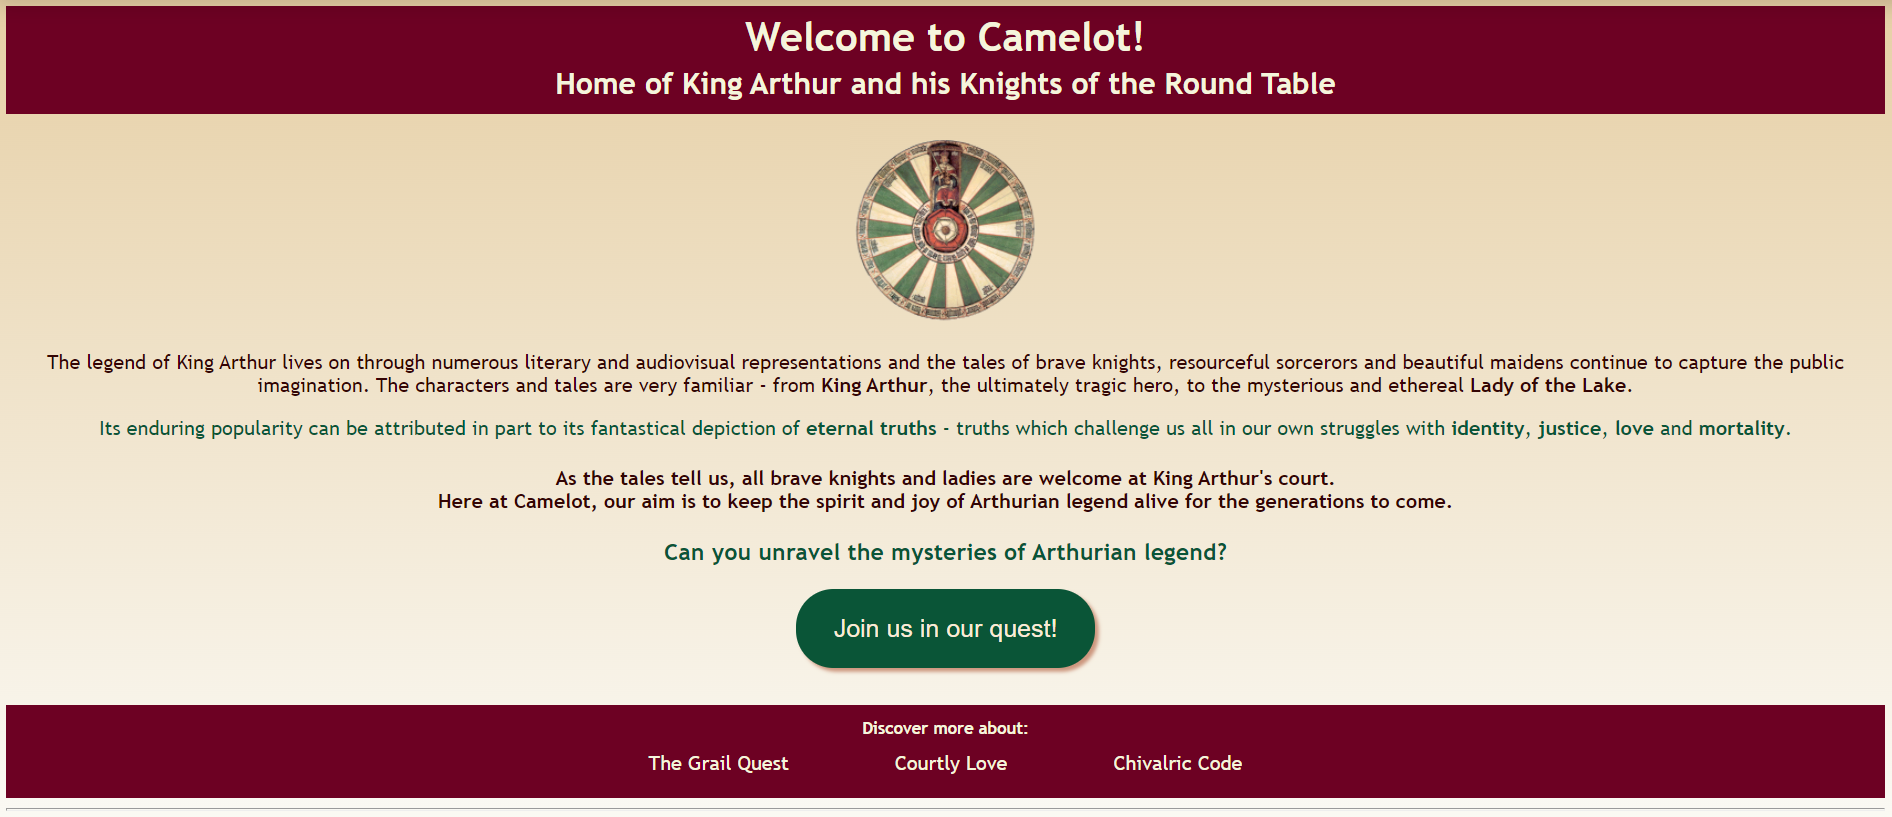 Welcome to Camelot!
Home of King Arthur and his Knights of the Round Table
The legend of King Arthur lives on through numerous literary and audiovisual representations and the tales of brave knights, resourceful sorcerors and beautiful maidens continue to capture the public
imagination. The characters and tales are very familiar - from King Arthur, the ultimately tragic hero, to the mysterious and ethereal Lady of the Lake.
Its enduring popularity can be attributed in part to its fantastical depiction of eternal truths - truths which challenge us all in our own struggles with identity, justice, love and mortality.
As the tales tell us, all brave knights and ladies are welcome at King Arthur's court.
Here at Camelot, our aim is to keep the spirit and joy of Arthurian legend alive for the generations to come.
Can you unravel the mysteries of Arthurian legend?
Join us in our quest!
Discover more about:
The Grail Quest Courtly Love Chivalric Code